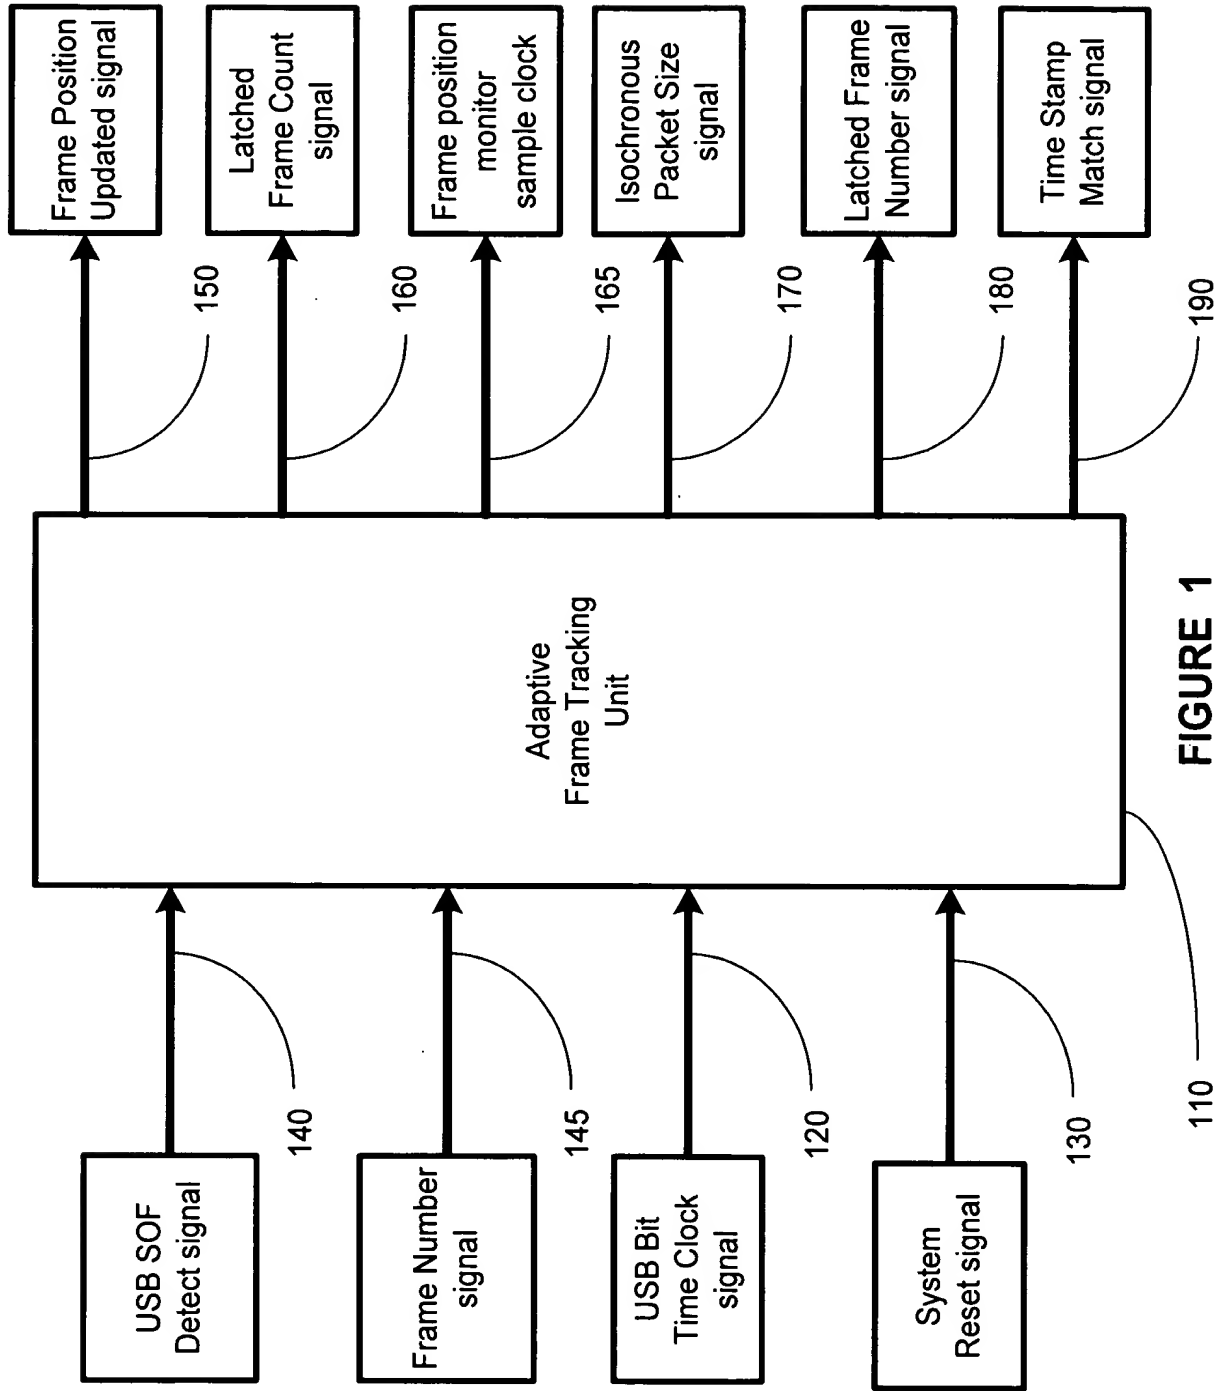 USB SOF
Detect signal
140
Frame Number
signal
145
USB Bit
Time Clock
signal
120
System
Reset signal
130
Adaptive
Frame Tracking
Unit
110
Frame Position
Updated signal
150
Latched
Frame Count
signal
160
Frame position
monitor
sample clock
165
Isochronous
Packet Size
signal
170
Latched Frame
Number signal
180
Time Stamp
Match signal
190
FIGURE 1